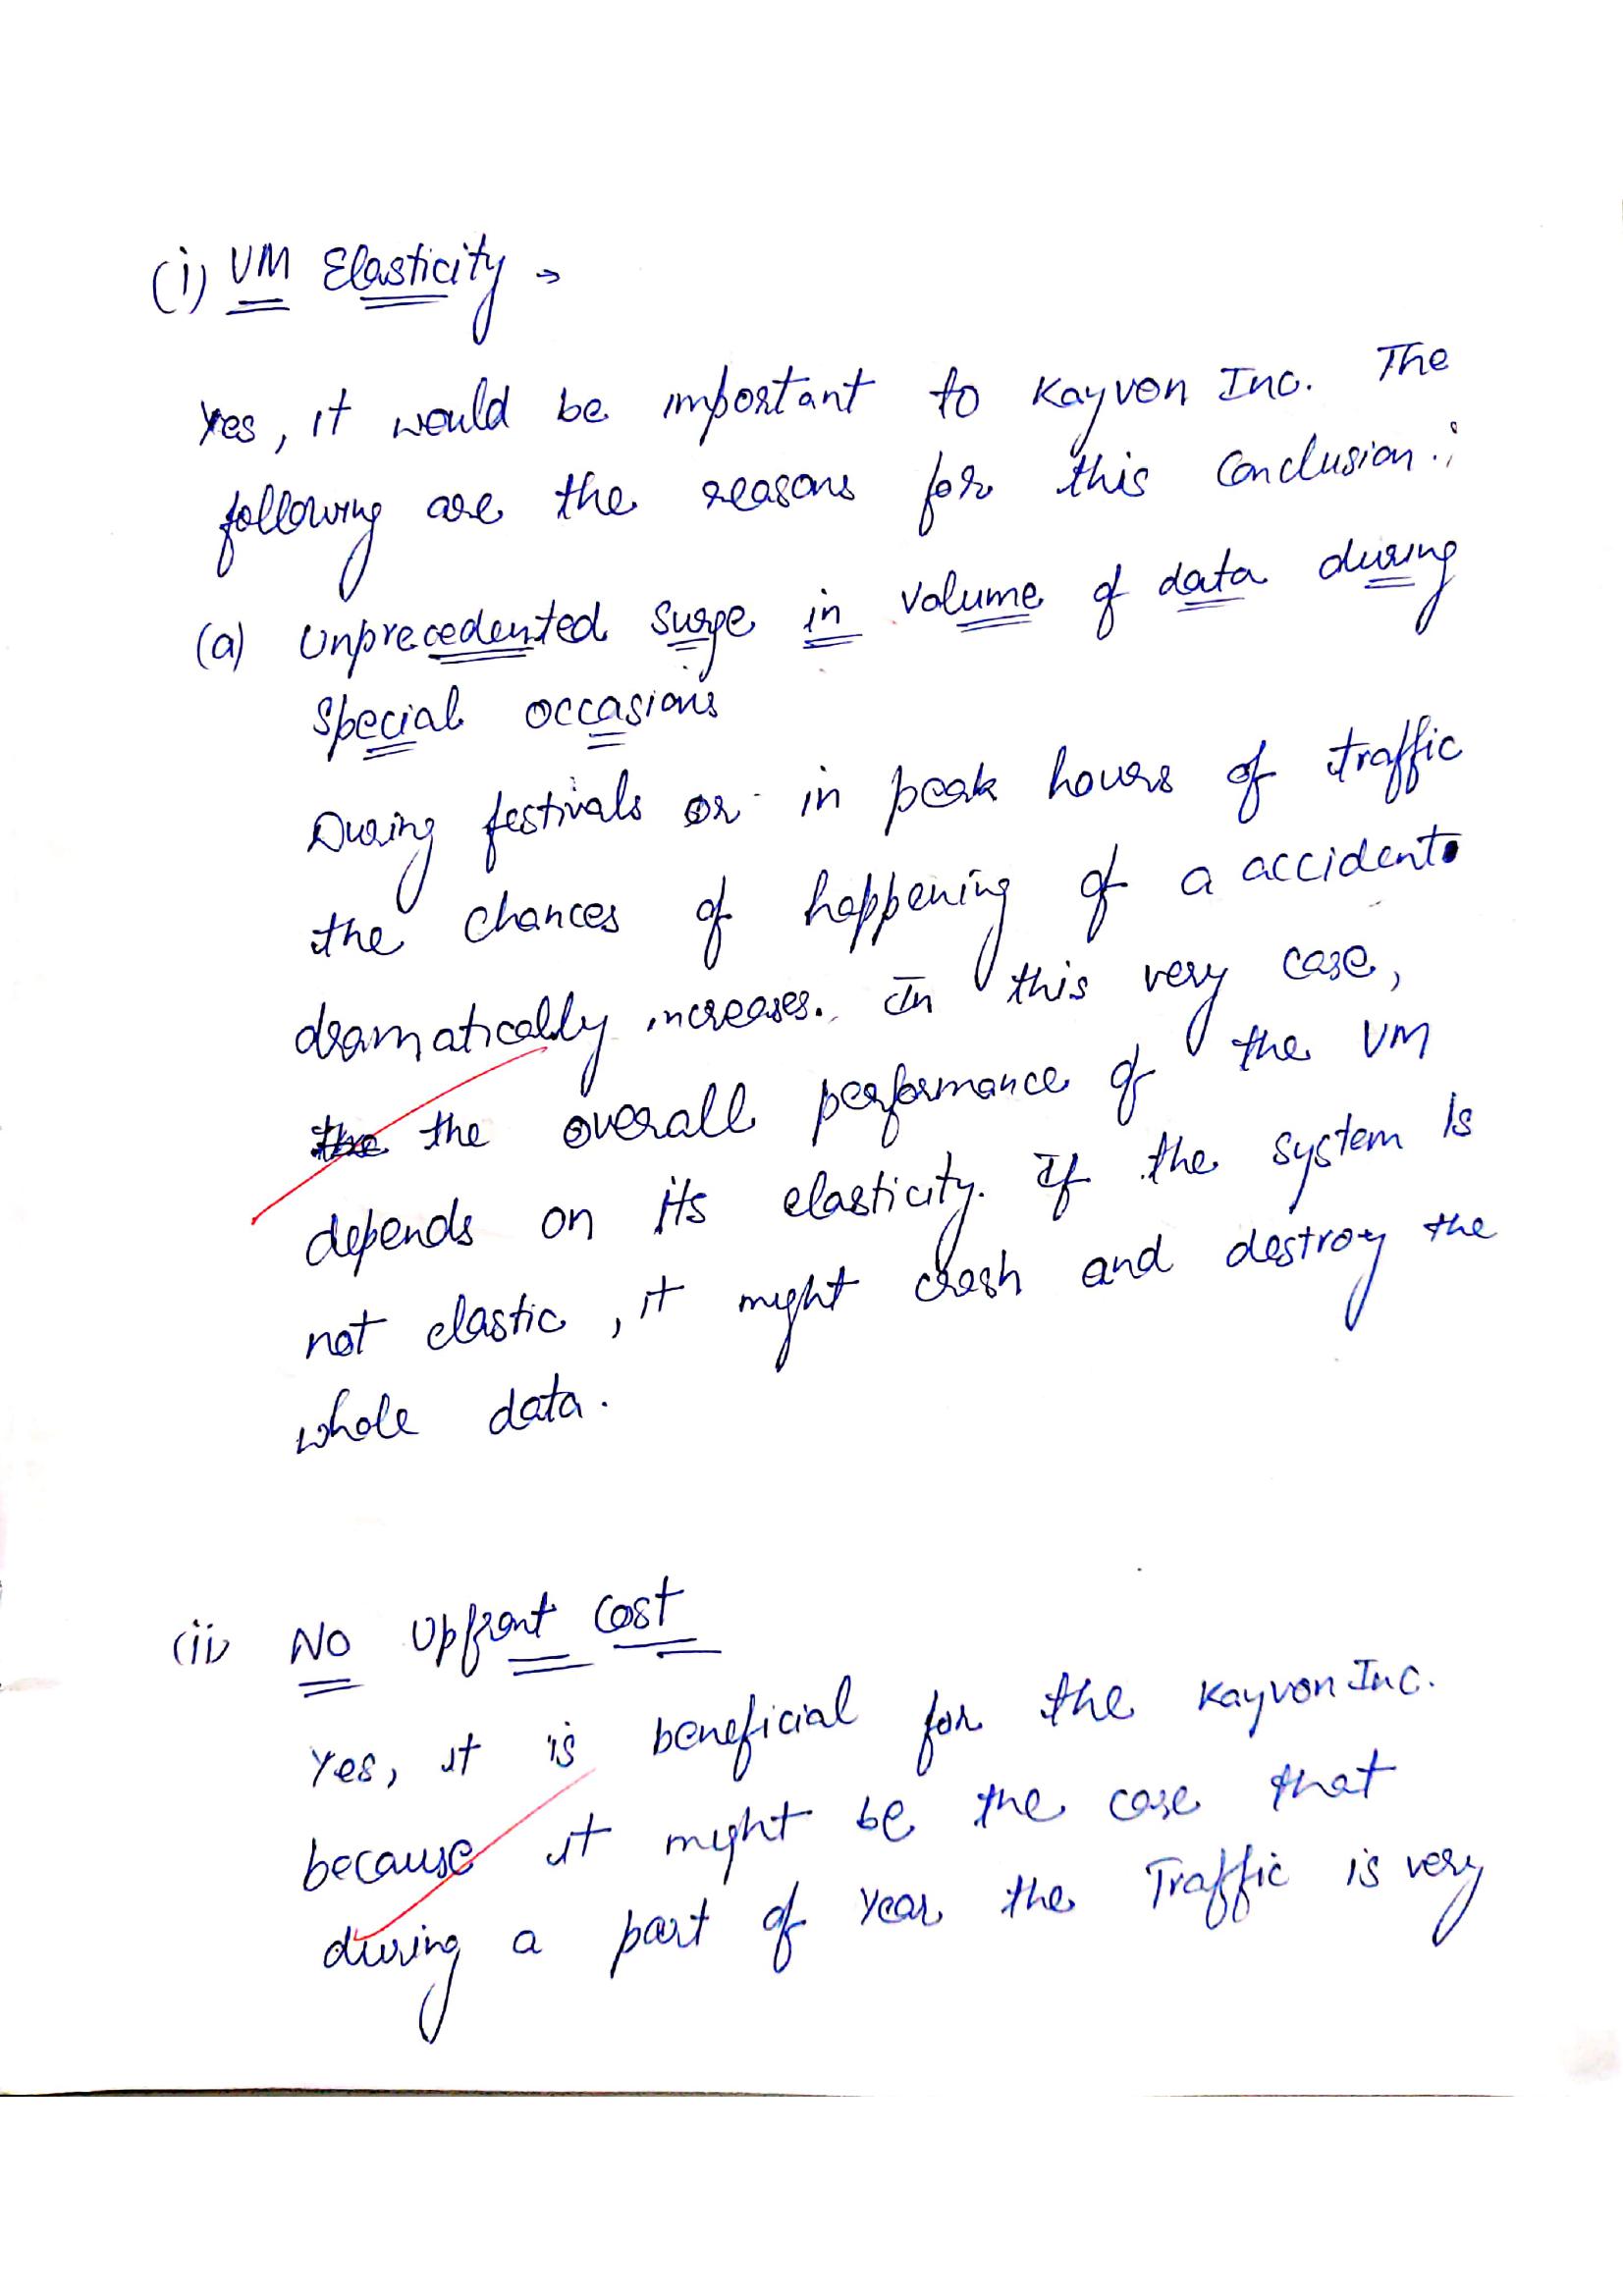 (i) VM Elasticity →
Yes, it would be important to Kayvon Inc. The
following are the reasons for this conclusion :
(a) Unprecedented surge in volume of data during
special occasions
During festivals or in peak hours of traffic
the chances of happening of a accident
dramatically increases. In this very case,
the the overall performance of the VM
depends on its elasticity. If the system is
not elastic, it might crash and destroy the
whole data.
(ii) NO Upfront Cost
Yes, it is beneficial for the Kayvon Inc.
because it might be the case that
during a part of year the Traffic is very